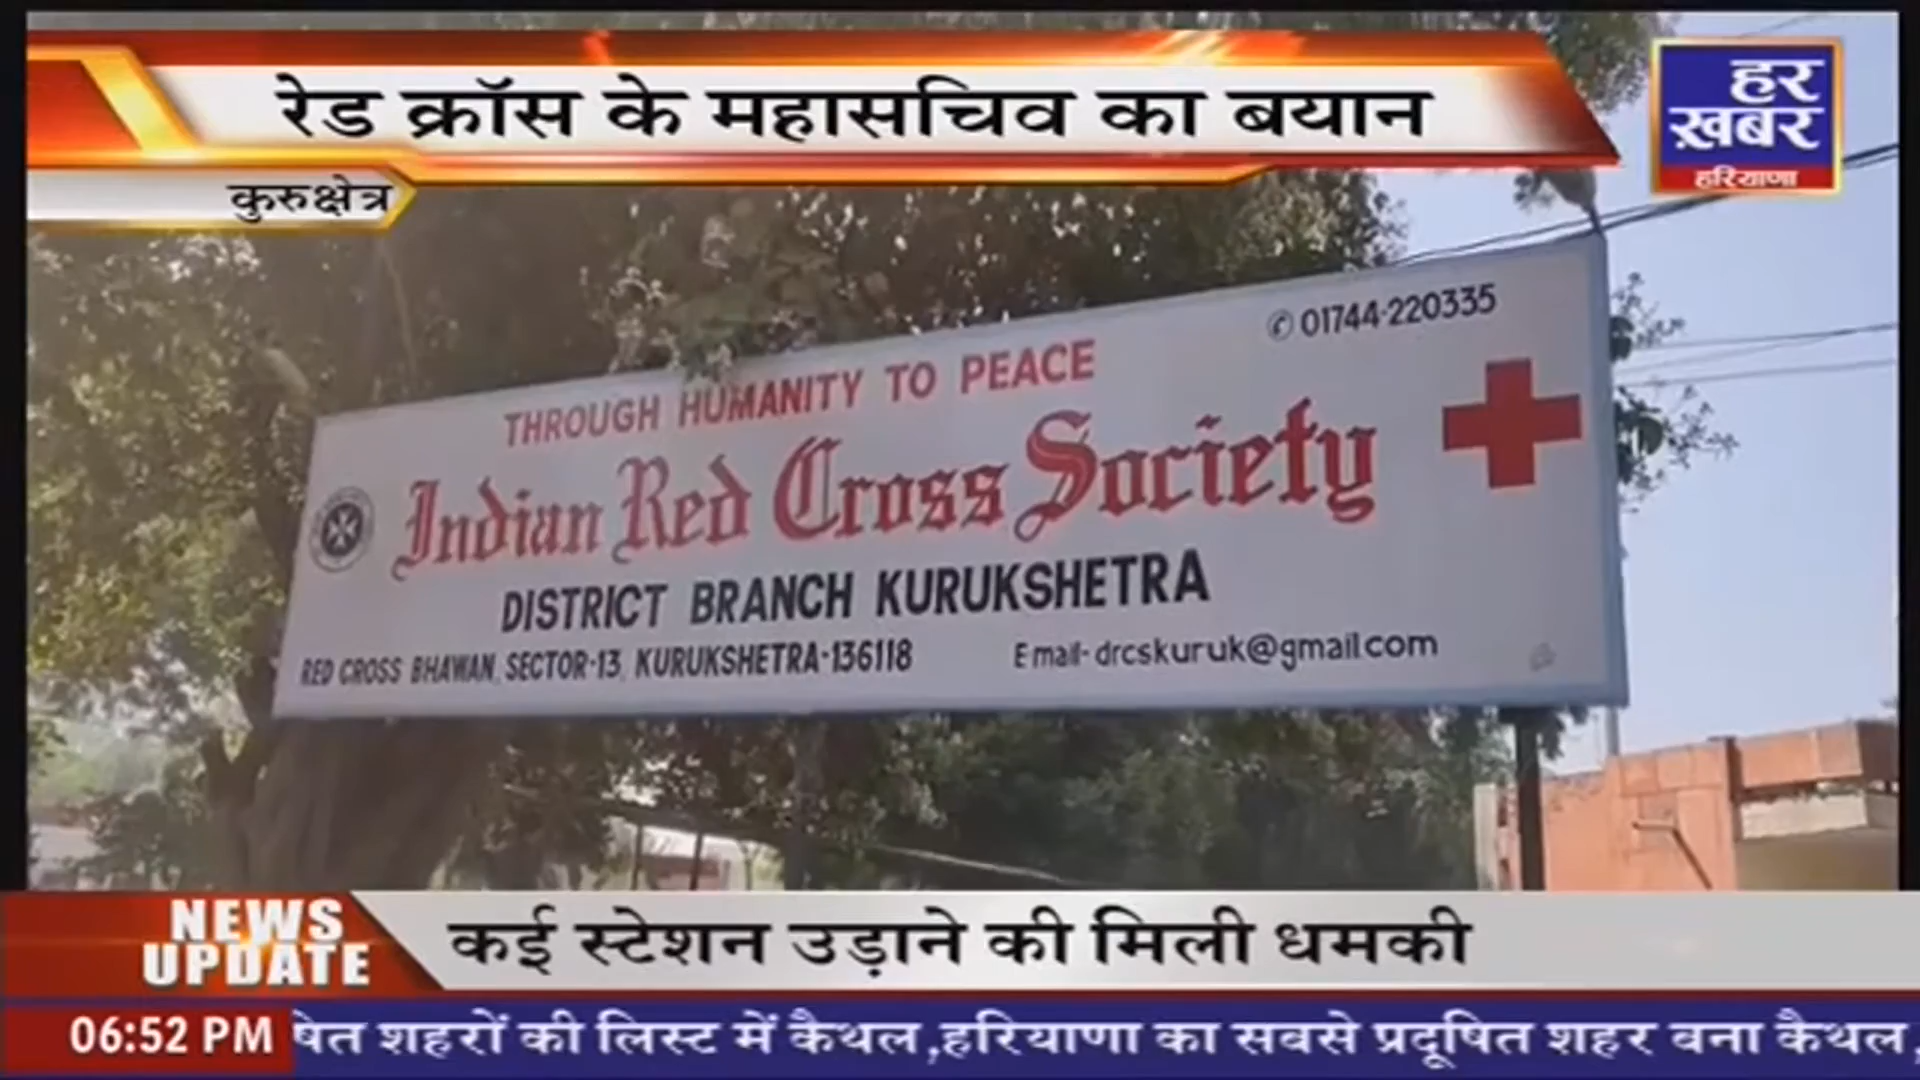 रेड क्रॉस के महासचिव का बयान
हर
ख़बर
हरियाणा
कुरुक्षेत्र
✆ 01744-220335
THROUGH HUMANITY TO PEACE
Indian Red Cross Society
DISTRICT BRANCH KURUKSHETRA
RED CROSS BHAWAN, SECTOR-13, KURUKSHETRA-136118
Email- drcskuruk@gmail.com
NEWS
UPDATE
कई स्टेशन उड़ाने की मिली धमकी
06:52 PM
षित शहरों की लिस्ट में कैथल,हरियाणा का सबसे प्रदूषित शहर बना कैथल,